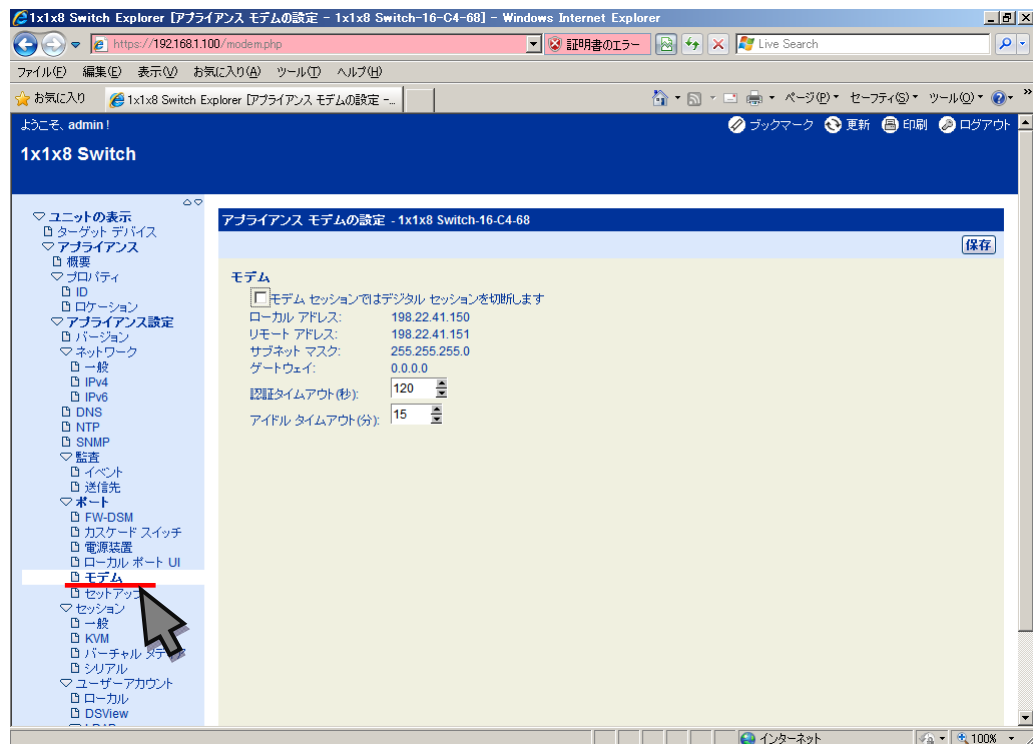 1x1x8 Switch Explorer [アプライアンス モデムの設定 - 1x1x8 Switch-16-C4-68] - Windows Internet Explorer
https://192.168.1.100/modem.php
証明書のエラー
Live Search
ファイル(F) 編集(E) 表示(V) お気に入り(A) ツール(T) ヘルプ(H)
お気に入り
1x1x8 Switch Explorer [アプライアンス モデムの設定 -...
ページ(P) セーフティ(S) ツール(O)
ようこそ、admin !
ブックマーク 更新 印刷 ログアウト
1x1x8 Switch
ユニットの表示
ターゲット デバイス
アプライアンス
概要
プロパティ
ID
ロケーション
アプライアンス設定
バージョン
ネットワーク
一般
IPv4
IPv6
DNS
NTP
SNMP
監査
イベント
送信先
ポート
FW-DSM
カスケード スイッチ
電源装置
ローカル ポート UI
モデム
セットアップ
セッション
一般
KVM
バーチャル メディア
シリアル
ユーザーアカウント
ローカル
DSView
アプライアンス モデムの設定 - 1x1x8 Switch-16-C4-68
保存
モデム
モデム セッションではデジタル セッションを切断します
ローカル アドレス: 198.22.41.150
リモート アドレス: 198.22.41.151
サブネット マスク: 255.255.255.0
ゲートウェイ: 0.0.0.0
認証タイムアウト(秒): 120
アイドル タイムアウト(分): 15
インターネット
100%